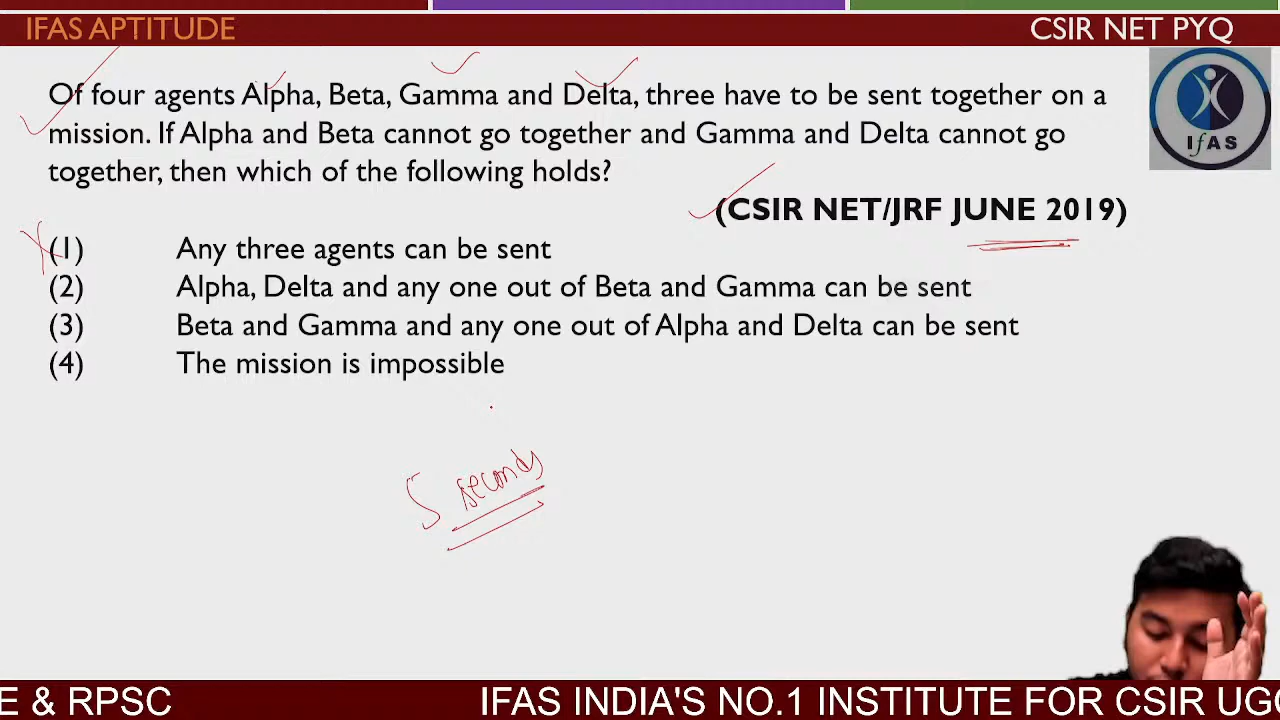 IFAS APTITUDE
CSIR NET PYQ
Of four agents Alpha, Beta, Gamma and Delta, three have to be sent together on a
mission. If Alpha and Beta cannot go together and Gamma and Delta cannot go
together, then which of the following holds?
IfAS
(CSIR NET/JRF JUNE 2019)
(1) Any three agents can be sent
(2) Alpha, Delta and any one out of Beta and Gamma can be sent
(3) Beta and Gamma and any one out of Alpha and Delta can be sent
(4) The mission is impossible
5 seconds
E & RPSC IFAS INDIA'S NO.1 INSTITUTE FOR CSIR UGC